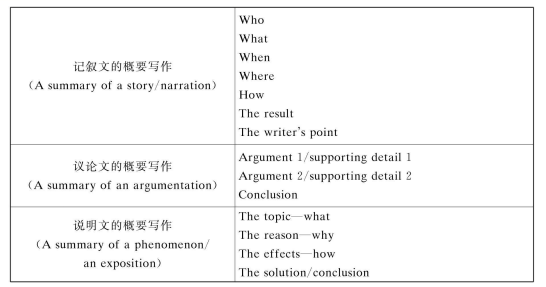 记叙文的概要写作
（A summary of a story/narration）
Who
What
When
Where
How
The result
The writer's point
议论文的概要写作
（A summary of an argumentation）
Argument 1/supporting detail 1
Argument 2/supporting detail 2
Conclusion
说明文的概要写作
（A summary of a phenomenon/
an exposition）
The topic—what
The reason—why
The effects—how
The solution/conclusion